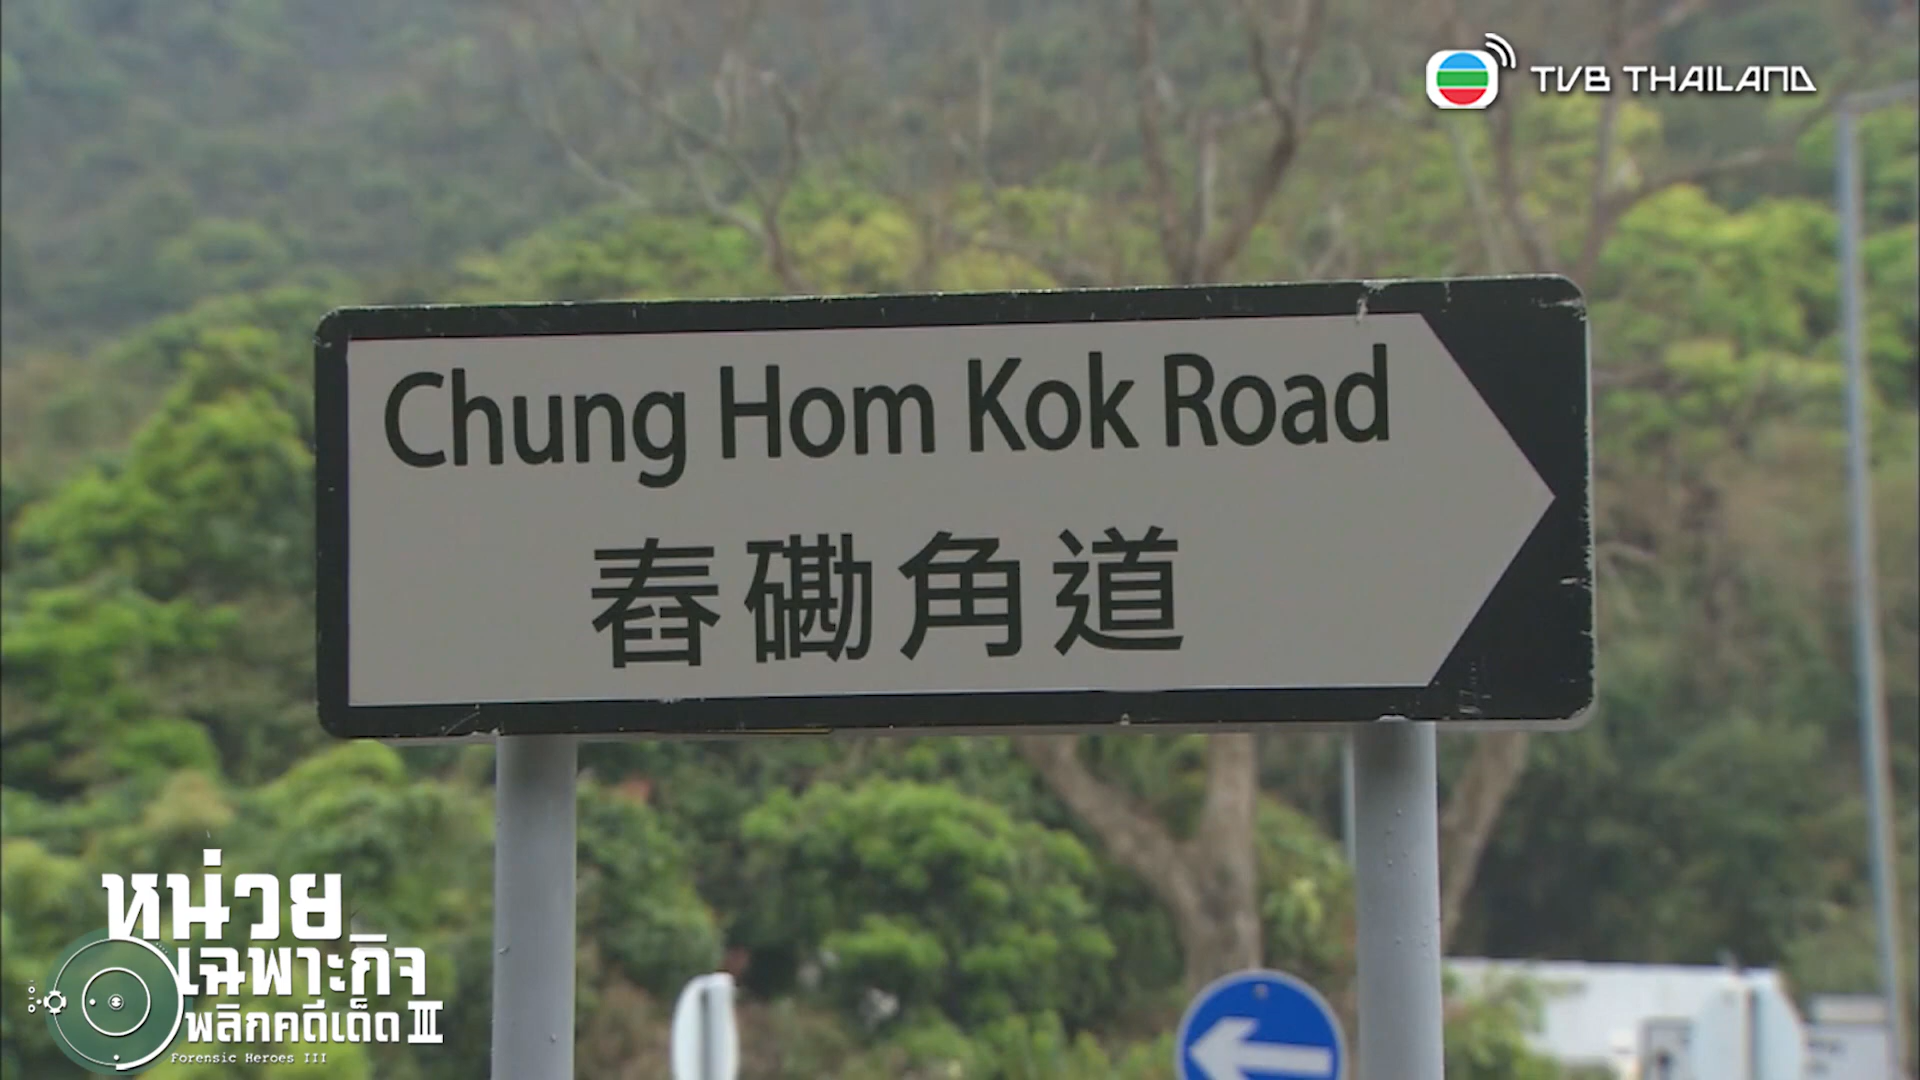 TVB THAILAND
Chung Hom Kok Road
舂磡角道
หน่วย
เฉพาะกิจ
พลิกคดีเด็ด III
Forensic Heroes III